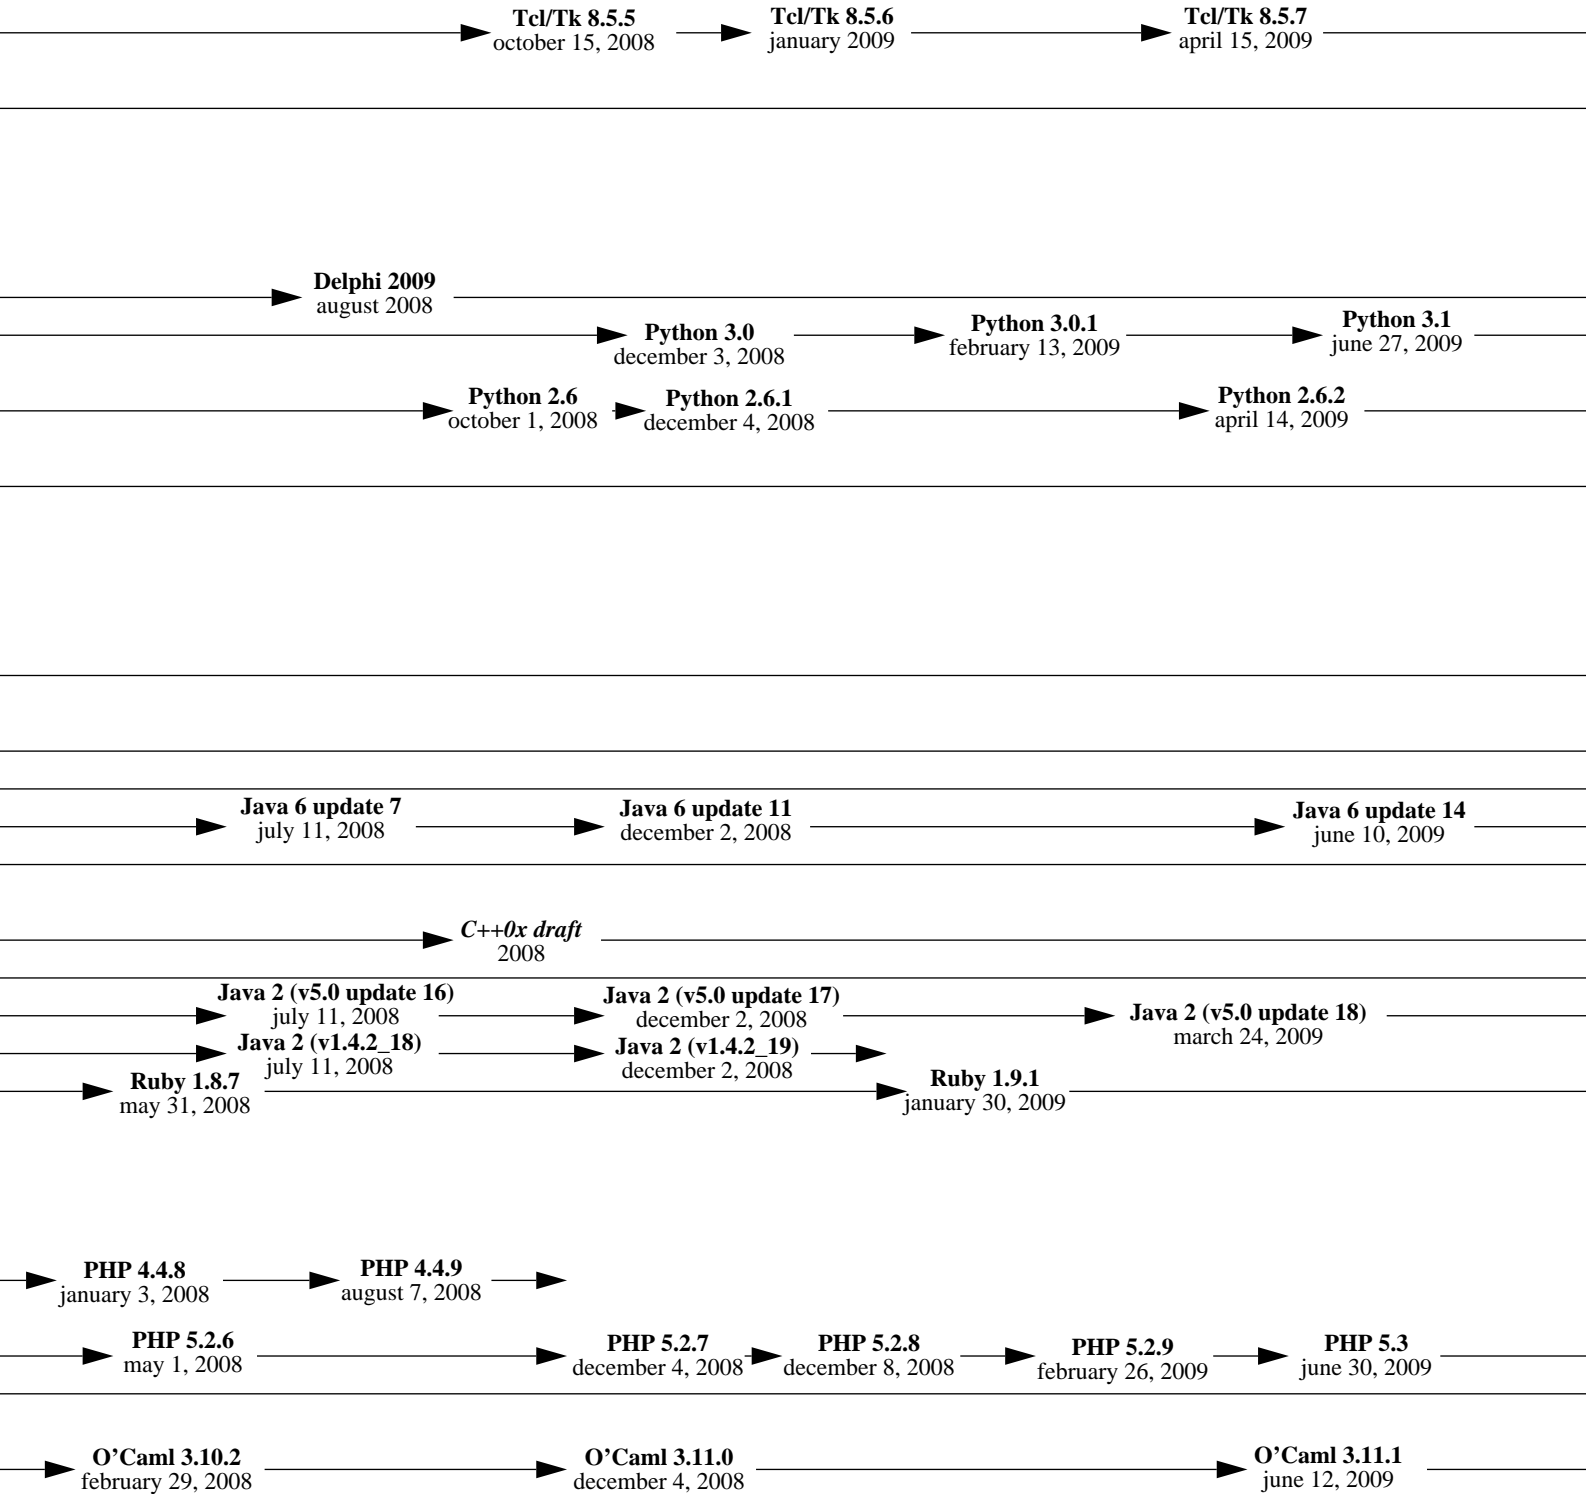 Tcl/Tk 8.5.5
october 15, 2008
Tcl/Tk 8.5.6
january 2009
Tcl/Tk 8.5.7
april 15, 2009
Delphi 2009
august 2008
Python 3.0
december 3, 2008
Python 3.0.1
february 13, 2009
Python 3.1
june 27, 2009
Python 2.6
october 1, 2008
Python 2.6.1
december 4, 2008
Python 2.6.2
april 14, 2009
Java 6 update 7
july 11, 2008
Java 6 update 11
december 2, 2008
Java 6 update 14
june 10, 2009
C++0x draft
2008
Java 2 (v5.0 update 16)
july 11, 2008
Java 2 (v5.0 update 17)
december 2, 2008
Java 2 (v5.0 update 18)
march 24, 2009
Java 2 (v1.4.2_18)
july 11, 2008
Java 2 (v1.4.2_19)
december 2, 2008
Ruby 1.8.7
may 31, 2008
Ruby 1.9.1
january 30, 2009
PHP 4.4.8
january 3, 2008
PHP 4.4.9
august 7, 2008
PHP 5.2.6
may 1, 2008
PHP 5.2.7
december 4, 2008
PHP 5.2.8
december 8, 2008
PHP 5.2.9
february 26, 2009
PHP 5.3
june 30, 2009
O’Caml 3.10.2
february 29, 2008
O’Caml 3.11.0
december 4, 2008
O’Caml 3.11.1
june 12, 2009